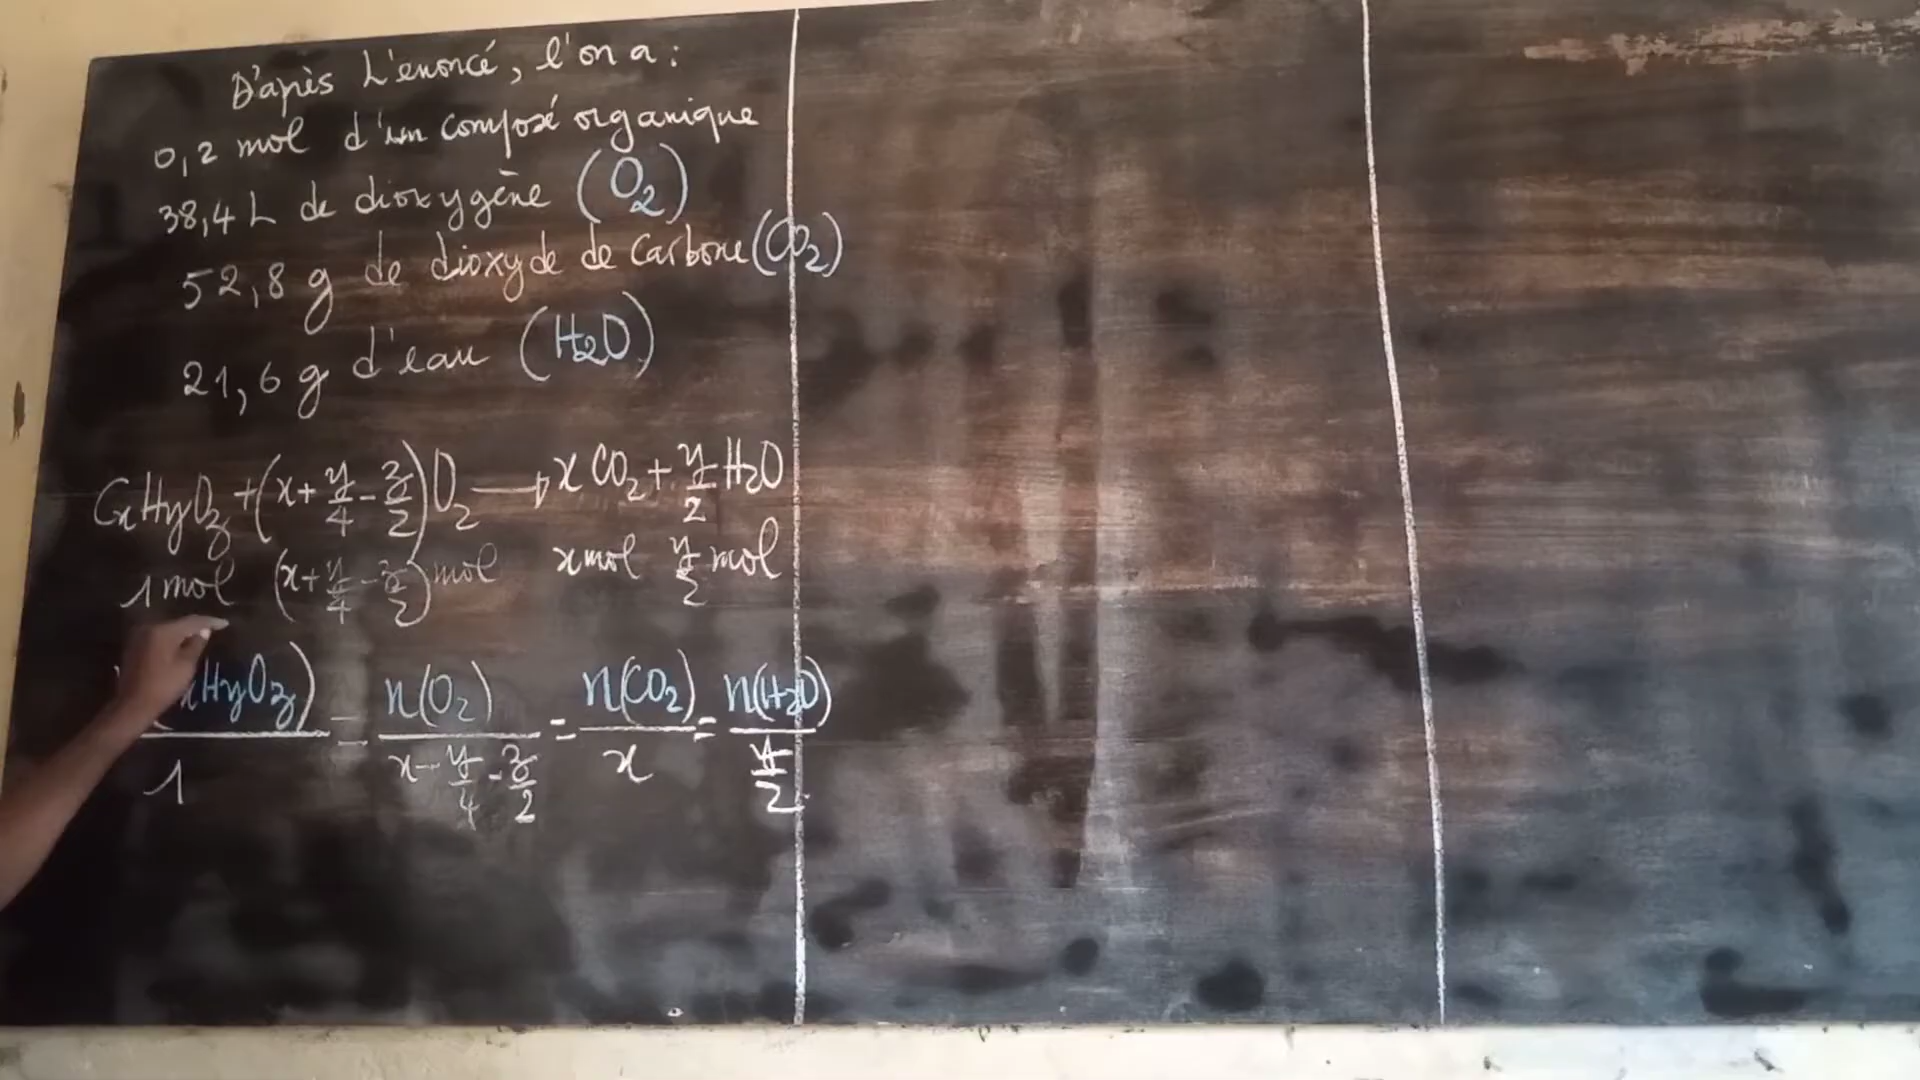 D'après L'enoncé, l'on a :
0,2 mol d'un composé organique
38,4 L de dioxygène (O₂)
52,8 g de dioxyde de carbone (CO₂)
21,6 g d'eau (H₂O)
CxHyOz + (x + y/4 - z/2) O₂ → x CO₂ + y/2 H₂O
1 mol (x + y/4 - z/2) mol x mol y/2 mol
xHyOz)/1 = n(O₂)/(x - y/4 - z/2) = n(CO₂)/x = n(H₂O)/(y/2)